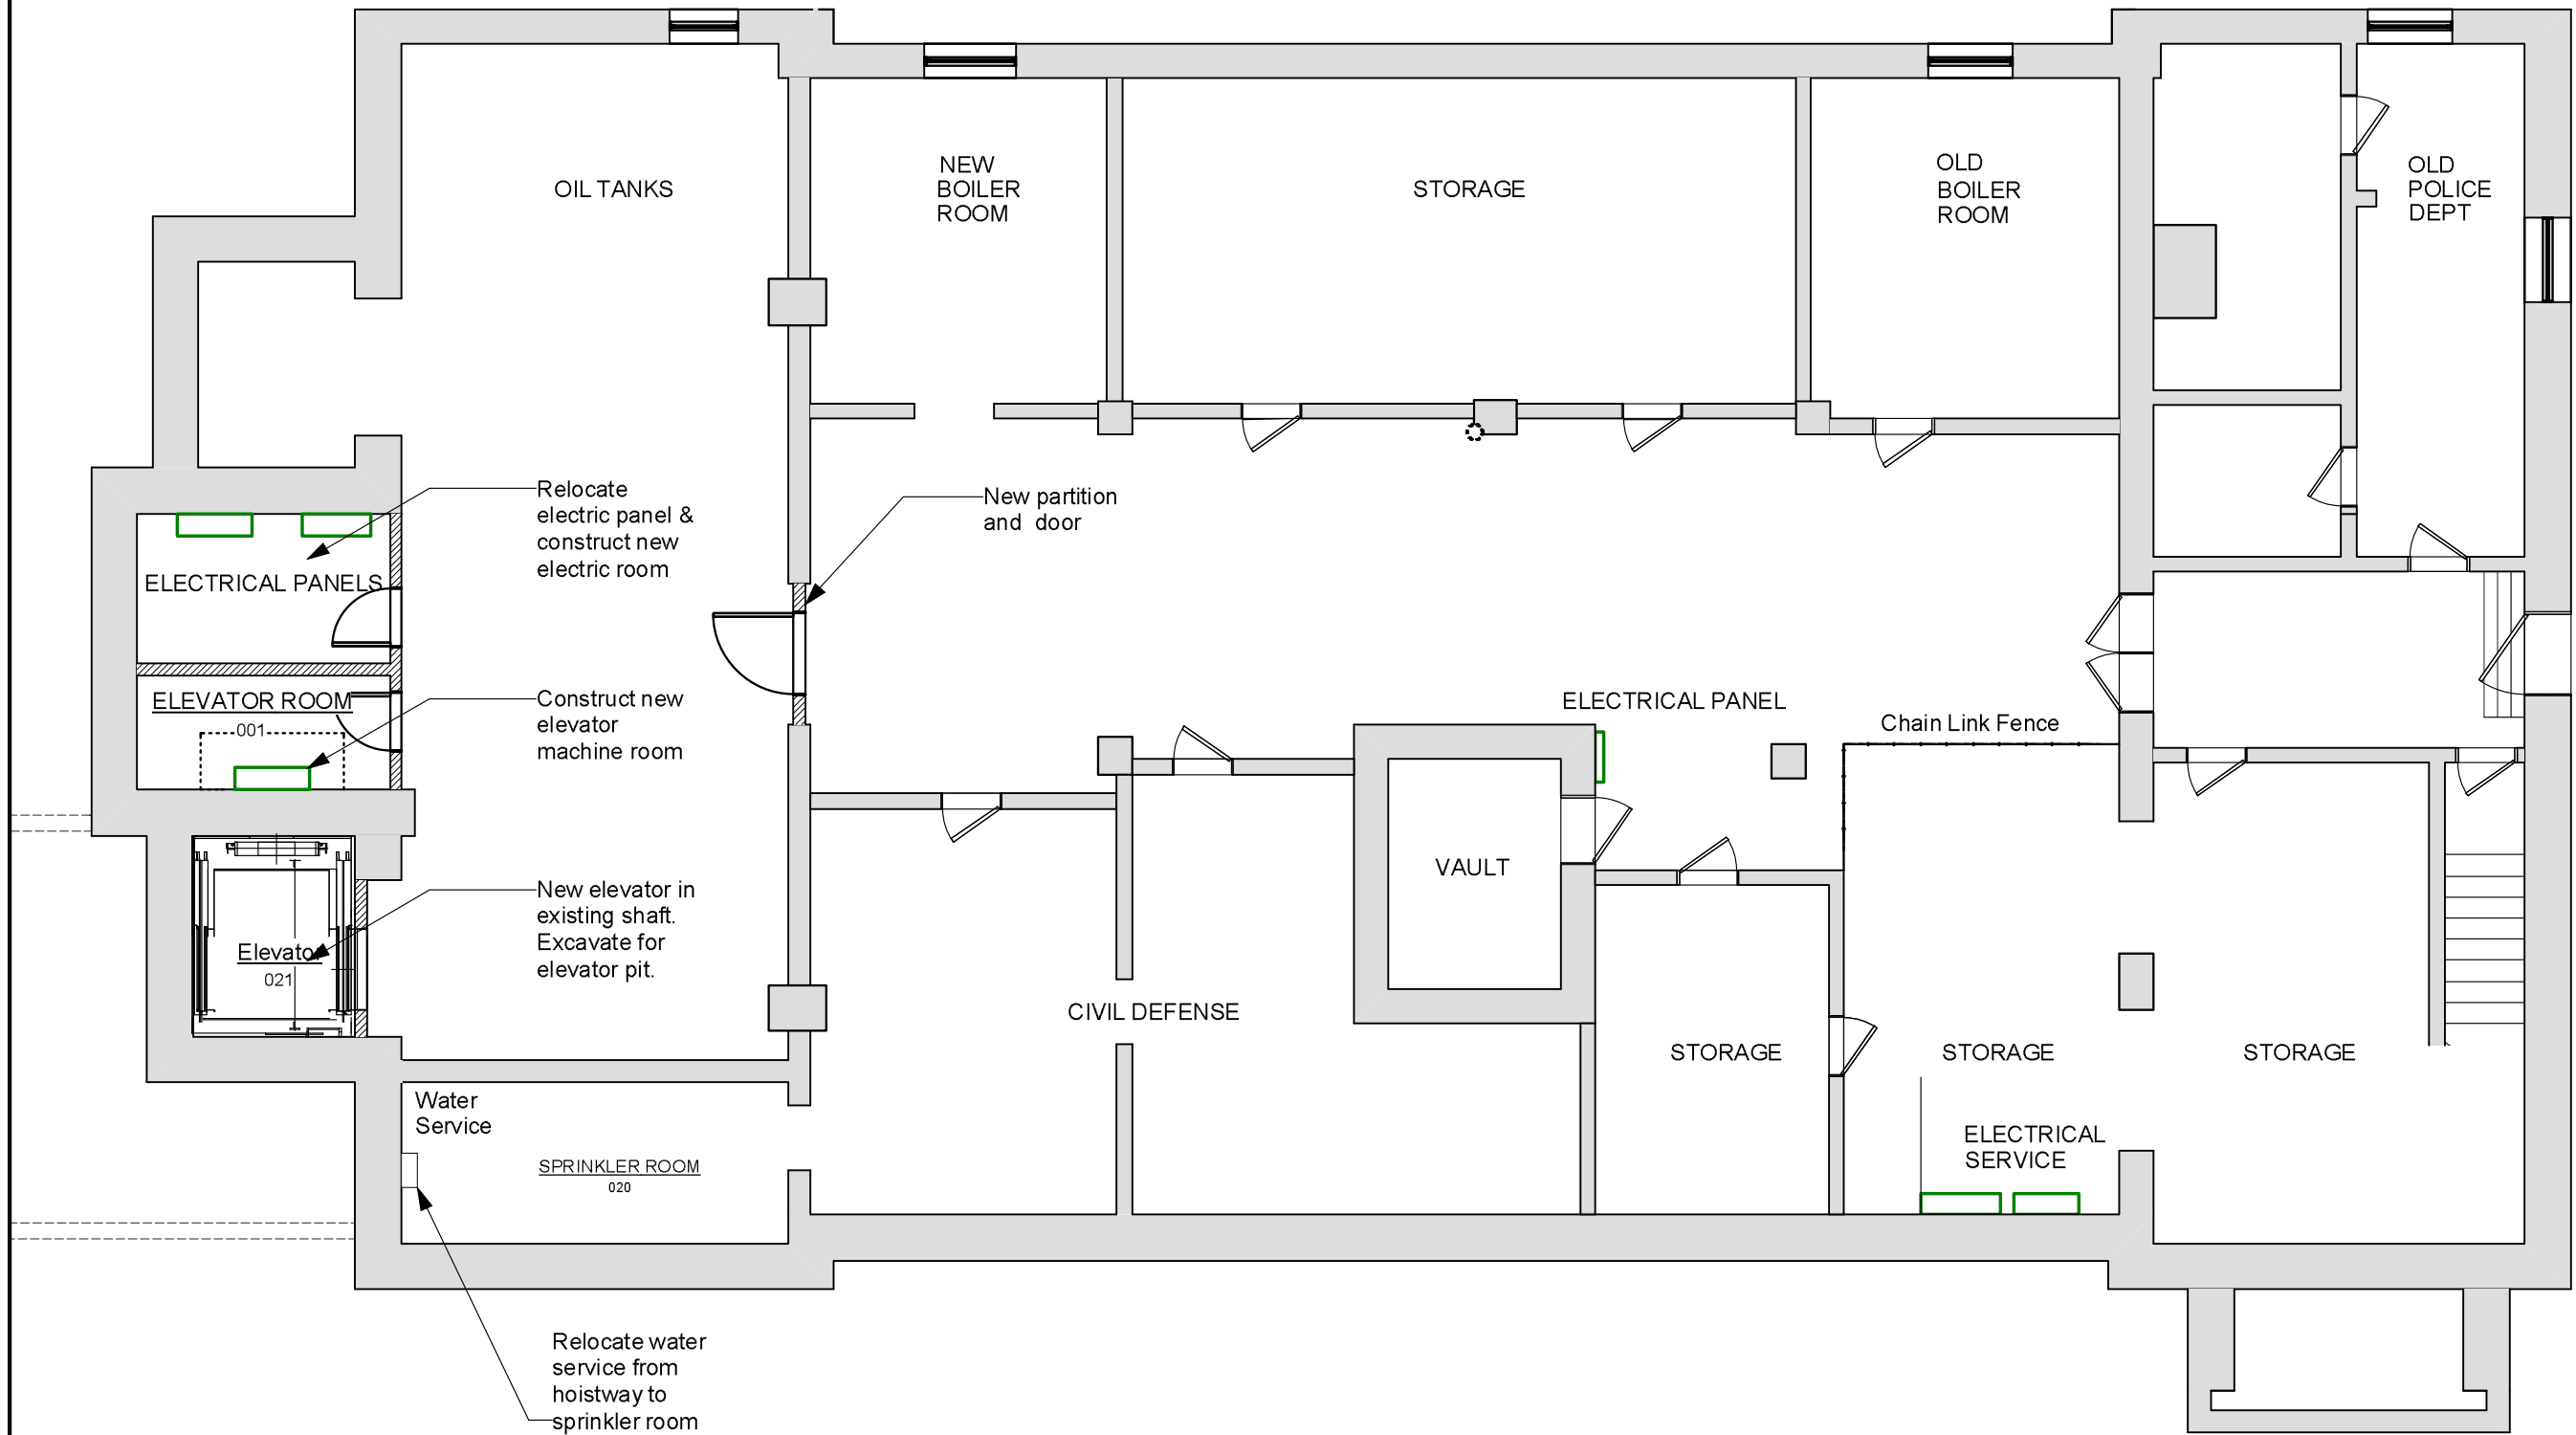 OIL TANKS
NEW
BOILER
ROOM
STORAGE
OLD
BOILER
ROOM
OLD
POLICE
DEPT
Relocate
electric panel &
construct new
electric room
New partition
and door
ELECTRICAL PANELS
ELEVATOR ROOM
001
Construct new
elevator
machine room
ELECTRICAL PANEL
Chain Link Fence
VAULT
New elevator in
existing shaft.
Excavate for
elevator pit.
Elevator
021
CIVIL DEFENSE
STORAGE
STORAGE
STORAGE
Water
Service
ELECTRICAL
SERVICE
SPRINKLER ROOM
020
Relocate water
service from
hoistway to
sprinkler room